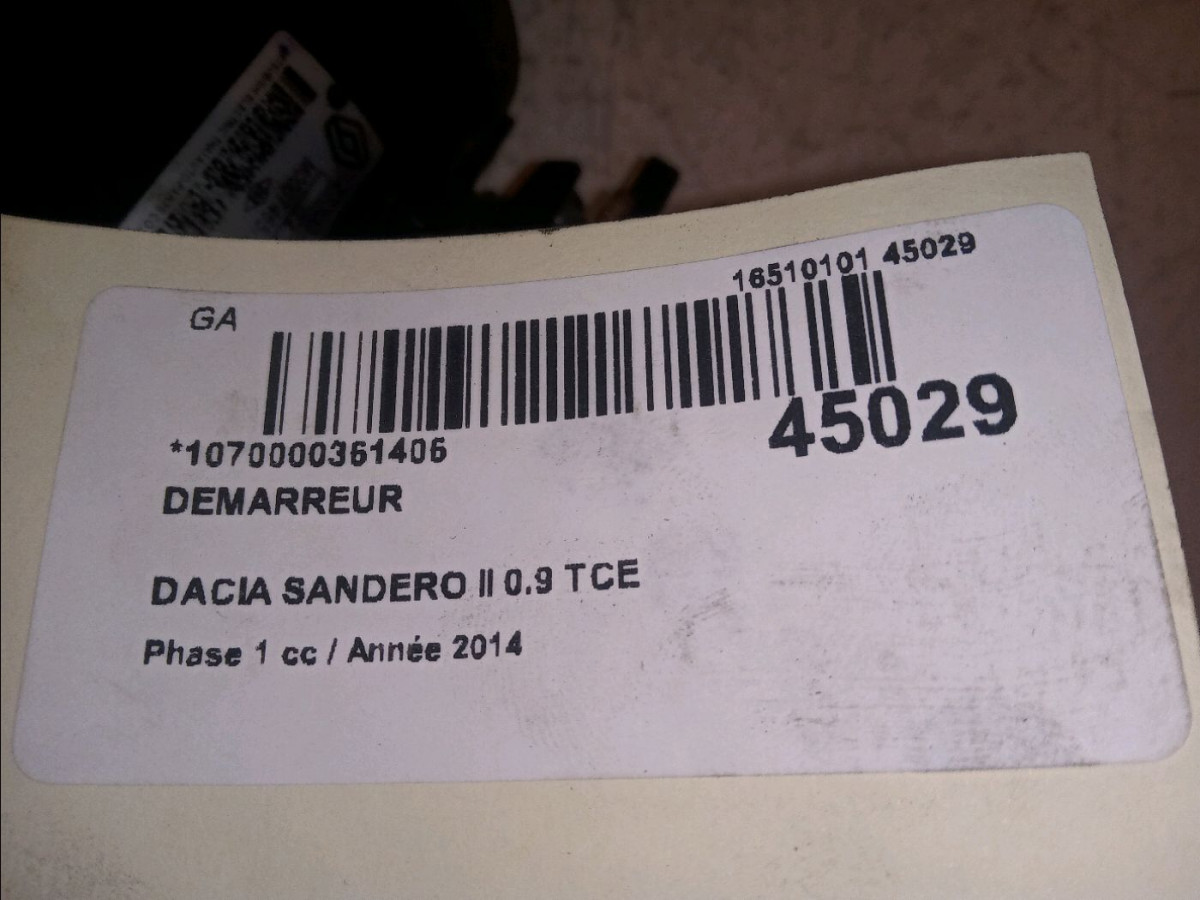 16510101 45029
GA
45029
*1070000361406
DEMARREUR
DACIA SANDERO II 0.9 TCE
Phase 1 cc / Année 2014